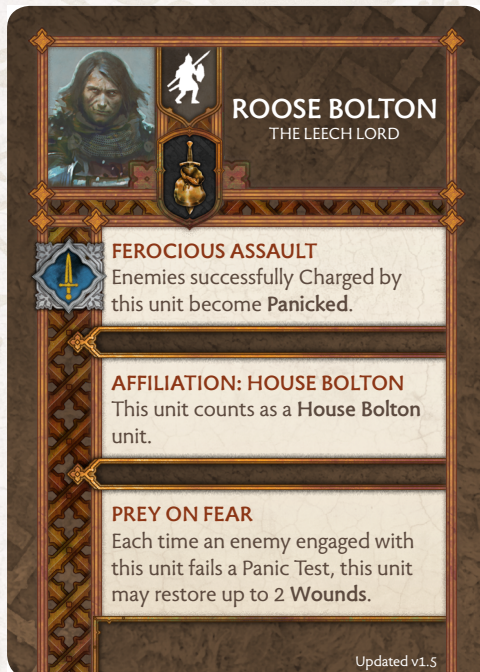 ROOSE BOLTON
THE LEECH LORD
FEROCIOUS ASSAULT
Enemies successfully Charged by
this unit become Panicked.
AFFILIATION: HOUSE BOLTON
This unit counts as a House Bolton
unit.
PREY ON FEAR
Each time an enemy engaged with
this unit fails a Panic Test, this unit
may restore up to 2 Wounds.
Updated v1.5